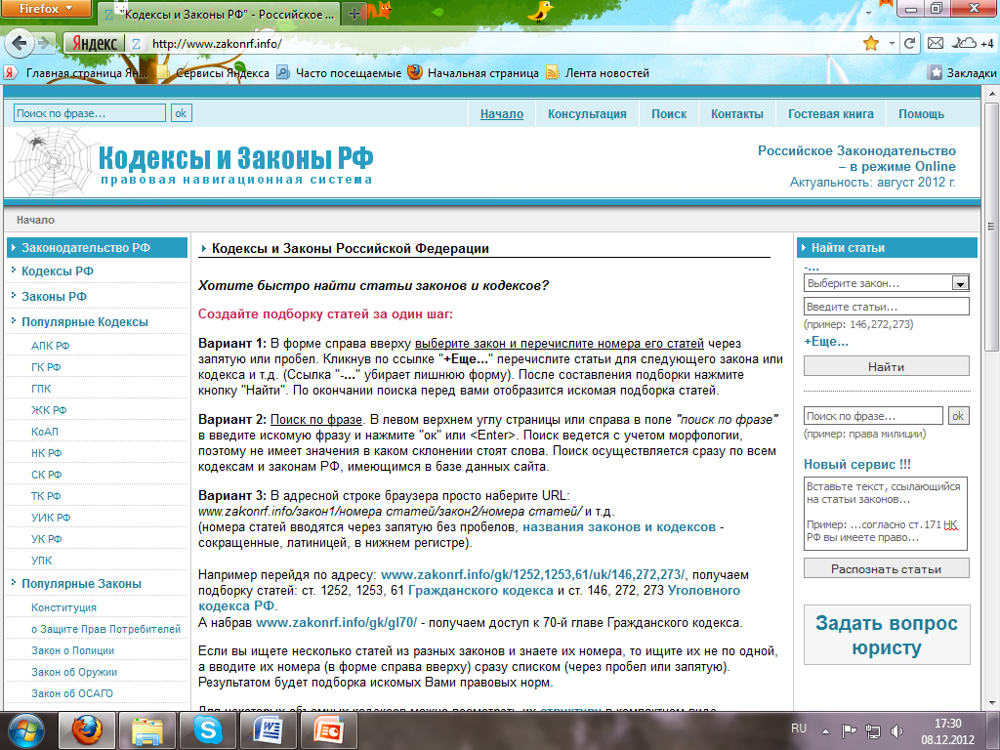 Firefox
"Кодексы и Законы РФ" - Российское ...
Яндекс
http://www.zakonrf.info/
+4
Главная страница Ян...
Сервисы Яндекса
Часто посещаемые
Начальная страница
Лента новостей
Закладки
Поиск по фразе...
ok
Начало
Консультация
Поиск
Контакты
Гостевая книга
Помощь
Кодексы и Законы РФ
правовая навигационная система
Российское Законодательство
– в режиме Online
Актуальность: август 2012 г.
Начало
Законодательство РФ
Кодексы РФ
Законы РФ
Популярные Кодексы
АПК РФ
ГК РФ
ГПК
ЖК РФ
КоАП
НК РФ
СК РФ
ТК РФ
УИК РФ
УК РФ
УПК
Популярные Законы
Конституция
о Защите Прав Потребителей
Закон о Полиции
Закон об Оружии
Закон об ОСАГО
Кодексы и Законы Российской Федерации
Хотите быстро найти статьи законов и кодексов?
Создайте подборку статей за один шаг:
Вариант 1: В форме справа вверху выберите закон и перечислите номера его статей через
запятую или пробел. Кликнув по ссылке "+Еще..." перечислите статьи для следующего закона или
кодекса и т.д. (Ссылка "-..." убирает лишнюю форму). После составления подборки нажмите
кнопку "Найти". По окончании поиска перед вами отобразится искомая подборка статей.
Вариант 2: Поиск по фразе. В левом верхнем углу страницы или справа в поле "поиск по фразе"
в введите искомую фразу и нажмите "ок" или <Enter>. Поиск ведется с учетом морфологии,
поэтому не имеет значения в каком склонении стоят слова. Поиск осуществляется сразу по всем
кодексам и законам РФ, имеющимся в базе данных сайта.
Вариант 3: В адресной строке браузера просто наберите URL:
www.zakonrf.info/закон1/номера статей/закон2/номера статей/ и т.д.
(номера статей вводятся через запятую без пробелов, названия законов и кодексов -
сокращенные, латиницей, в нижнем регистре).
Например перейдя по адресу: www.zakonrf.info/gk/1252,1253,61/uk/146,272,273/, получаем
подборку статей: ст. 1252, 1253, 61 Гражданского кодекса и ст. 146, 272, 273 Уголовного
кодекса РФ.
А набрав www.zakonrf.info/gk/gl70/ - получаем доступ к 70-й главе Гражданского кодекса.
Если вы ищете несколько статей из разных законов и знаете их номера, то ищите их не по одной,
а вводите их номера (в форме справа вверху) сразу списком (через пробел или запятую).
Результатом будет подборка искомых Вами правовых норм.
Для некоторых объемных кодексов можно посмотреть их структуру в компактном виде
Найти статьи
-...
Выберите закон...
Введите статьи...
(пример: 146,272,273)
+Еще...
Найти
Поиск по фразе...
ok
(пример: права милиции)
Новый сервис !!!
Вставьте текст, ссылающийся
на статьи законов...
Пример: ...согласно ст.171 НК
РФ вы имеете право...
Распознать статьи
Задать вопрос
юристу
RU
17:30
08.12.2012